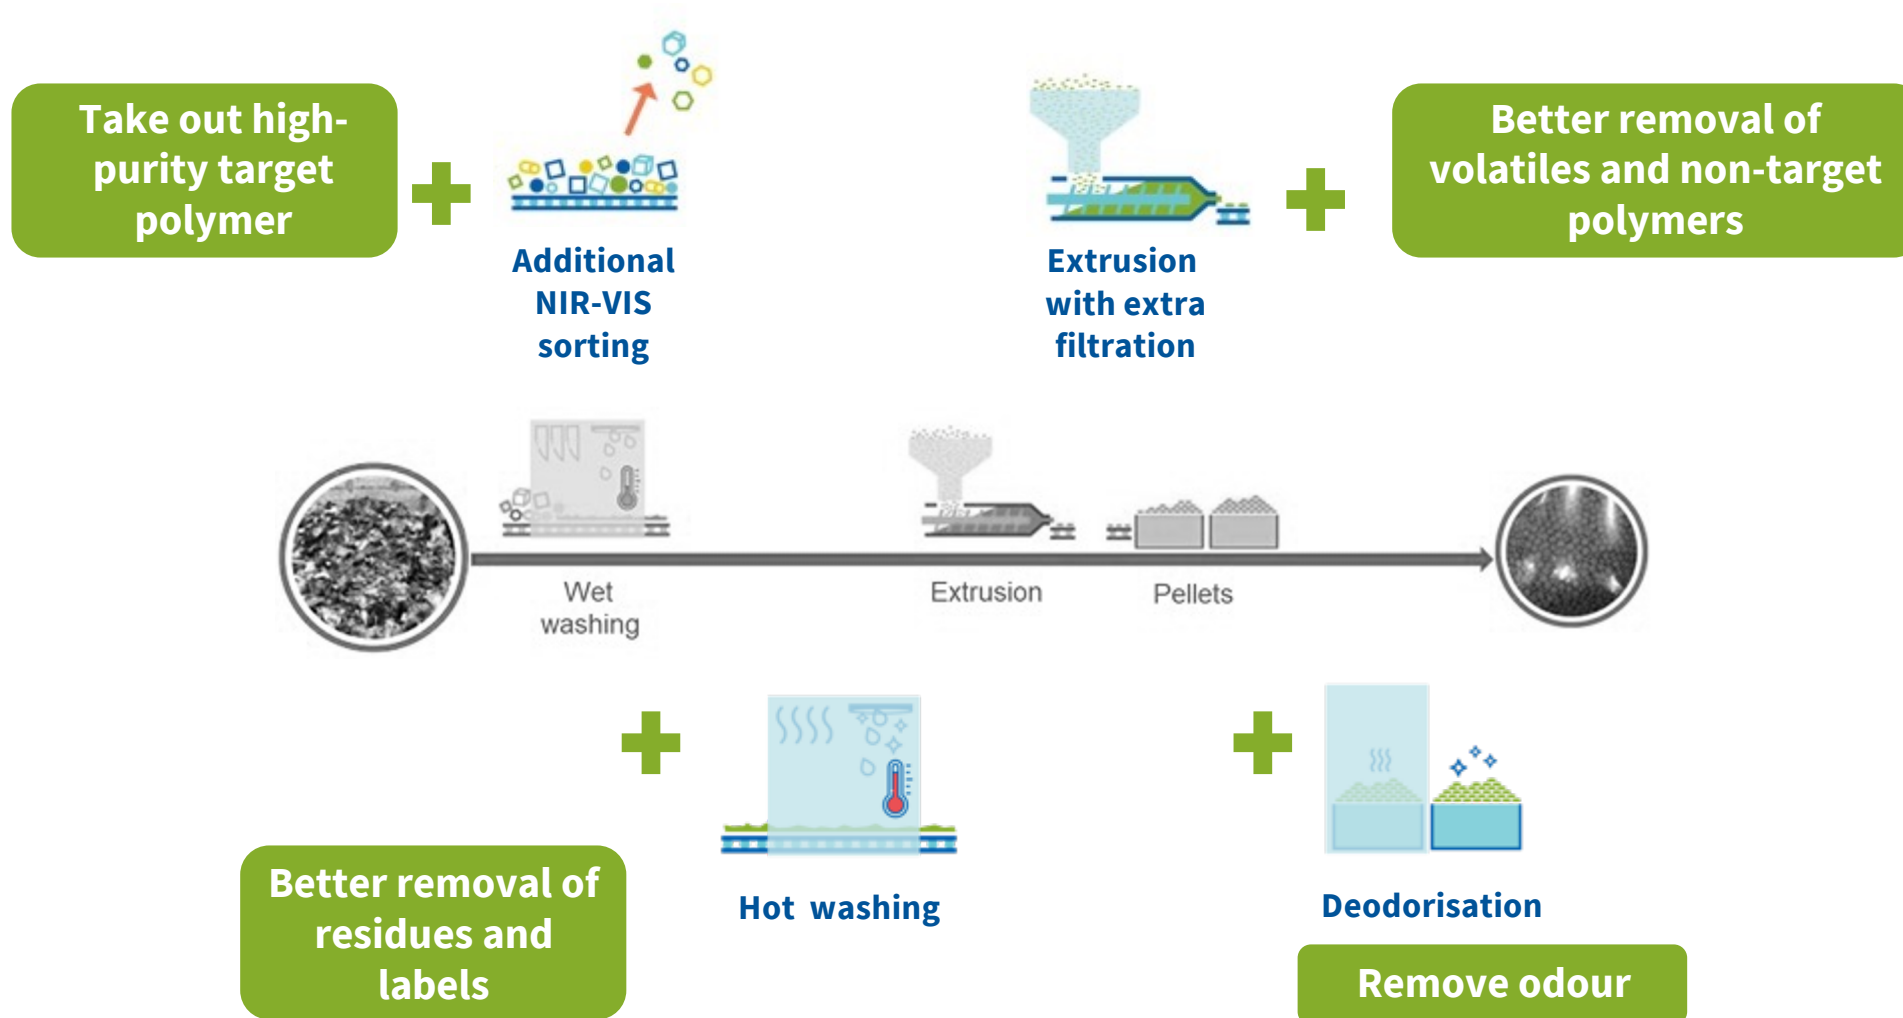 Take out high-
purity target
polymer
Additional
NIR-VIS
sorting
Extrusion
with extra
filtration
Better removal of
volatiles and non-target
polymers
Wet
washing
Extrusion
Pellets
Better removal of
residues and
labels
Hot washing
Deodorisation
Remove odour